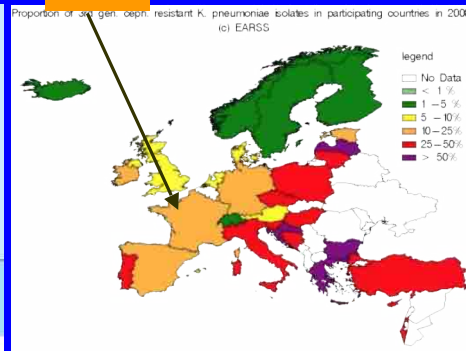 Proportion of 3rd gen. ceph. resistant K. pneumoniae isolates in participating countries in 200
(c) EARSS
legend
No Data
< 1 %
1 – 5 %
5 – 10%
10 – 25%
25 – 50%
> 50%